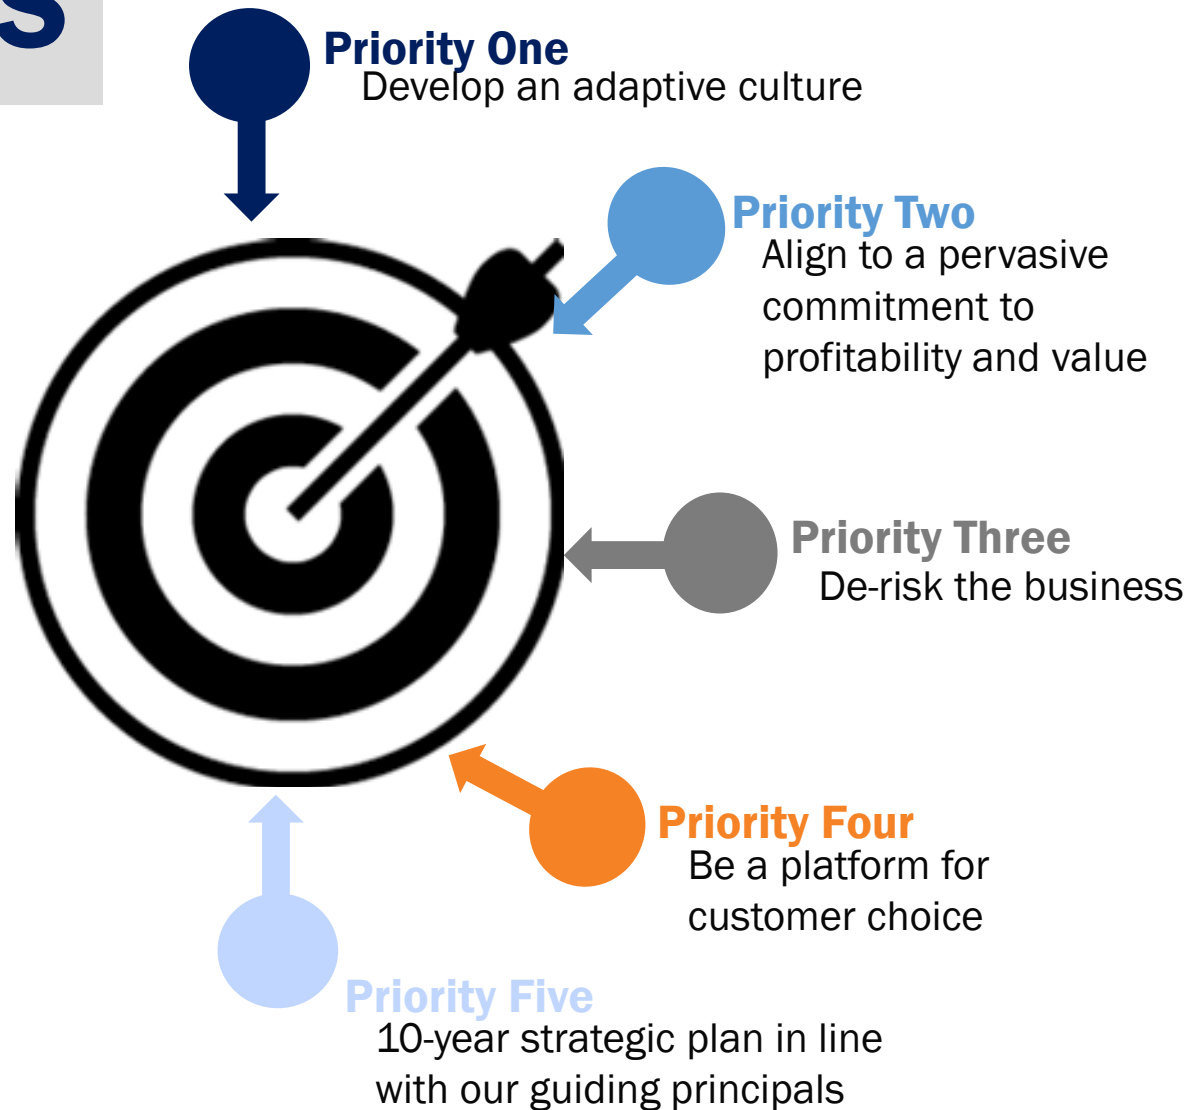 S
Priority One
Develop an adaptive culture
Priority Two
Align to a pervasive
commitment to
profitability and value
Priority Three
De-risk the business
Priority Four
Be a platform for
customer choice
Priority Five
10-year strategic plan in line
with our guiding principals